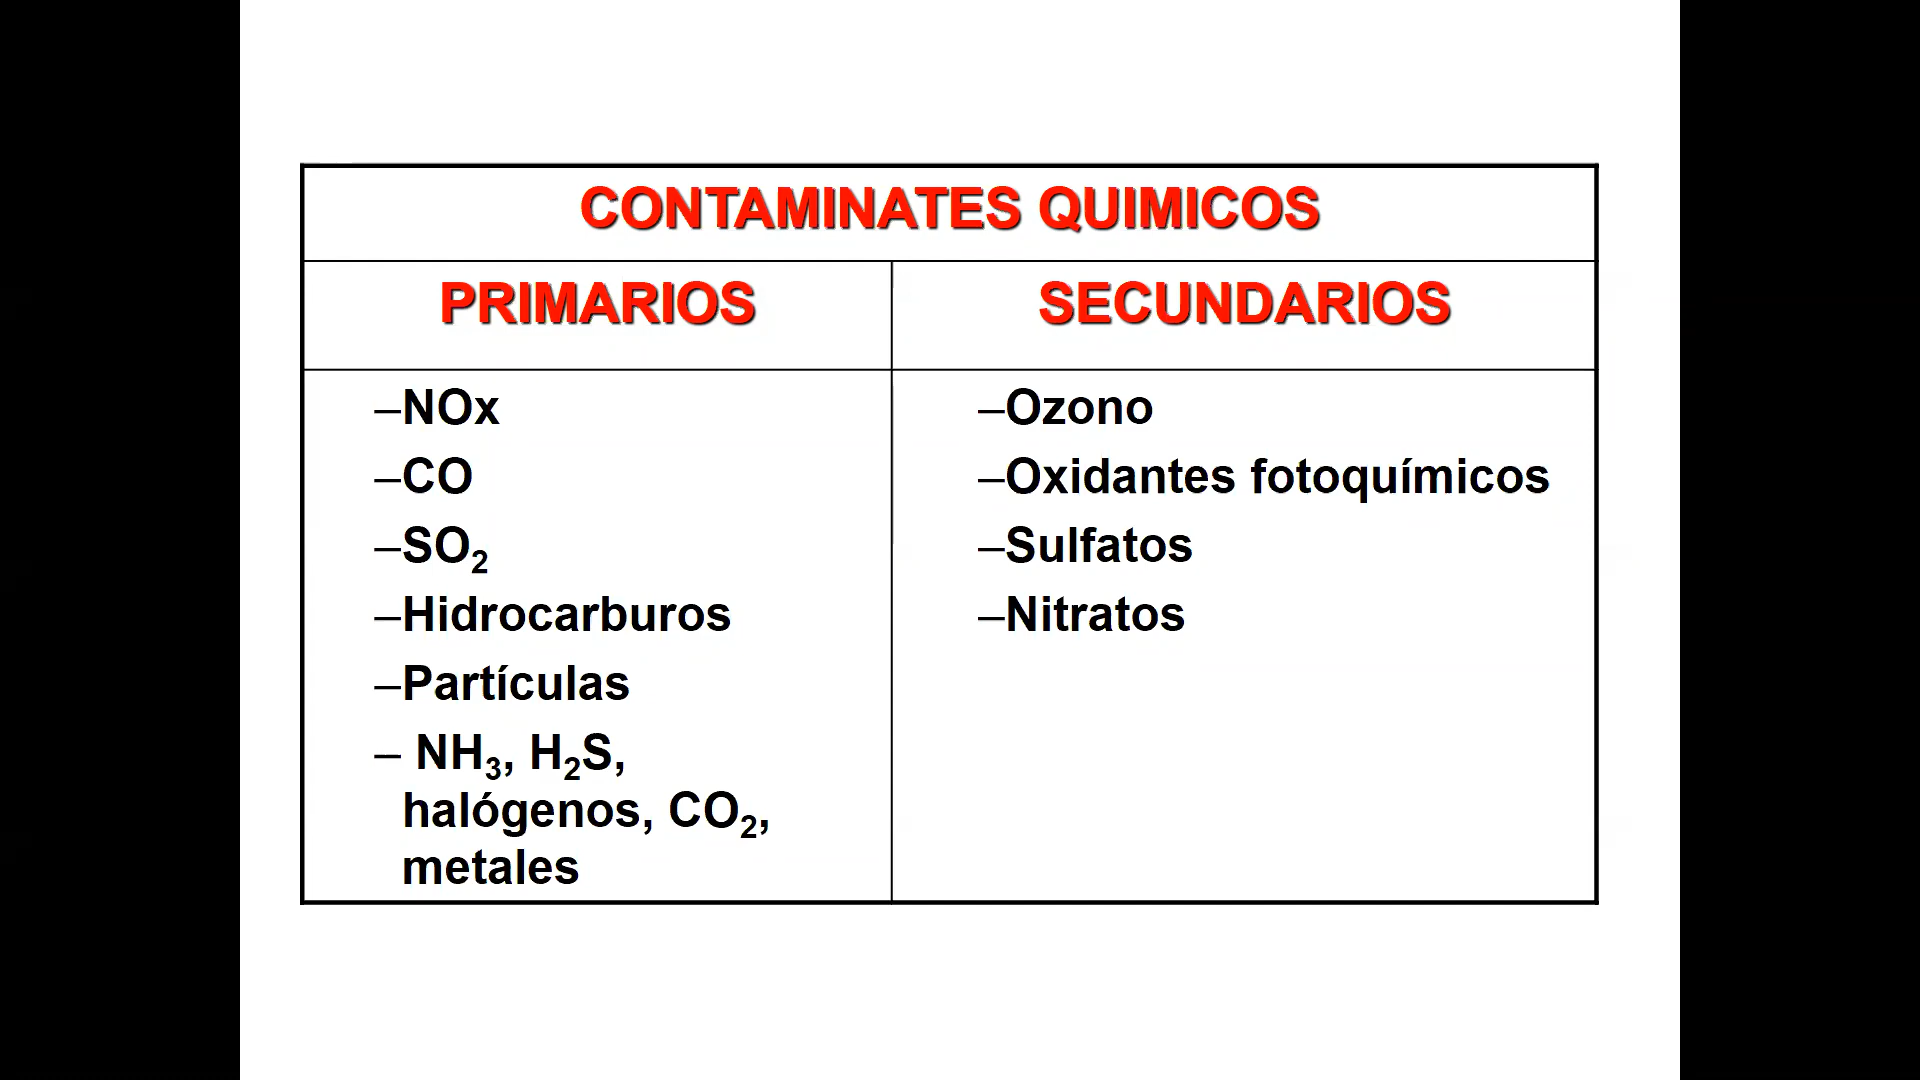 CONTAMINATES QUIMICOS
PRIMARIOS
SECUNDARIOS
–NOx
–CO
–SO₂
–Hidrocarburos
–Partículas
– NH₃, H₂S,
halógenos, CO₂,
metales
–Ozono
–Oxidantes fotoquímicos
–Sulfatos
–Nitratos